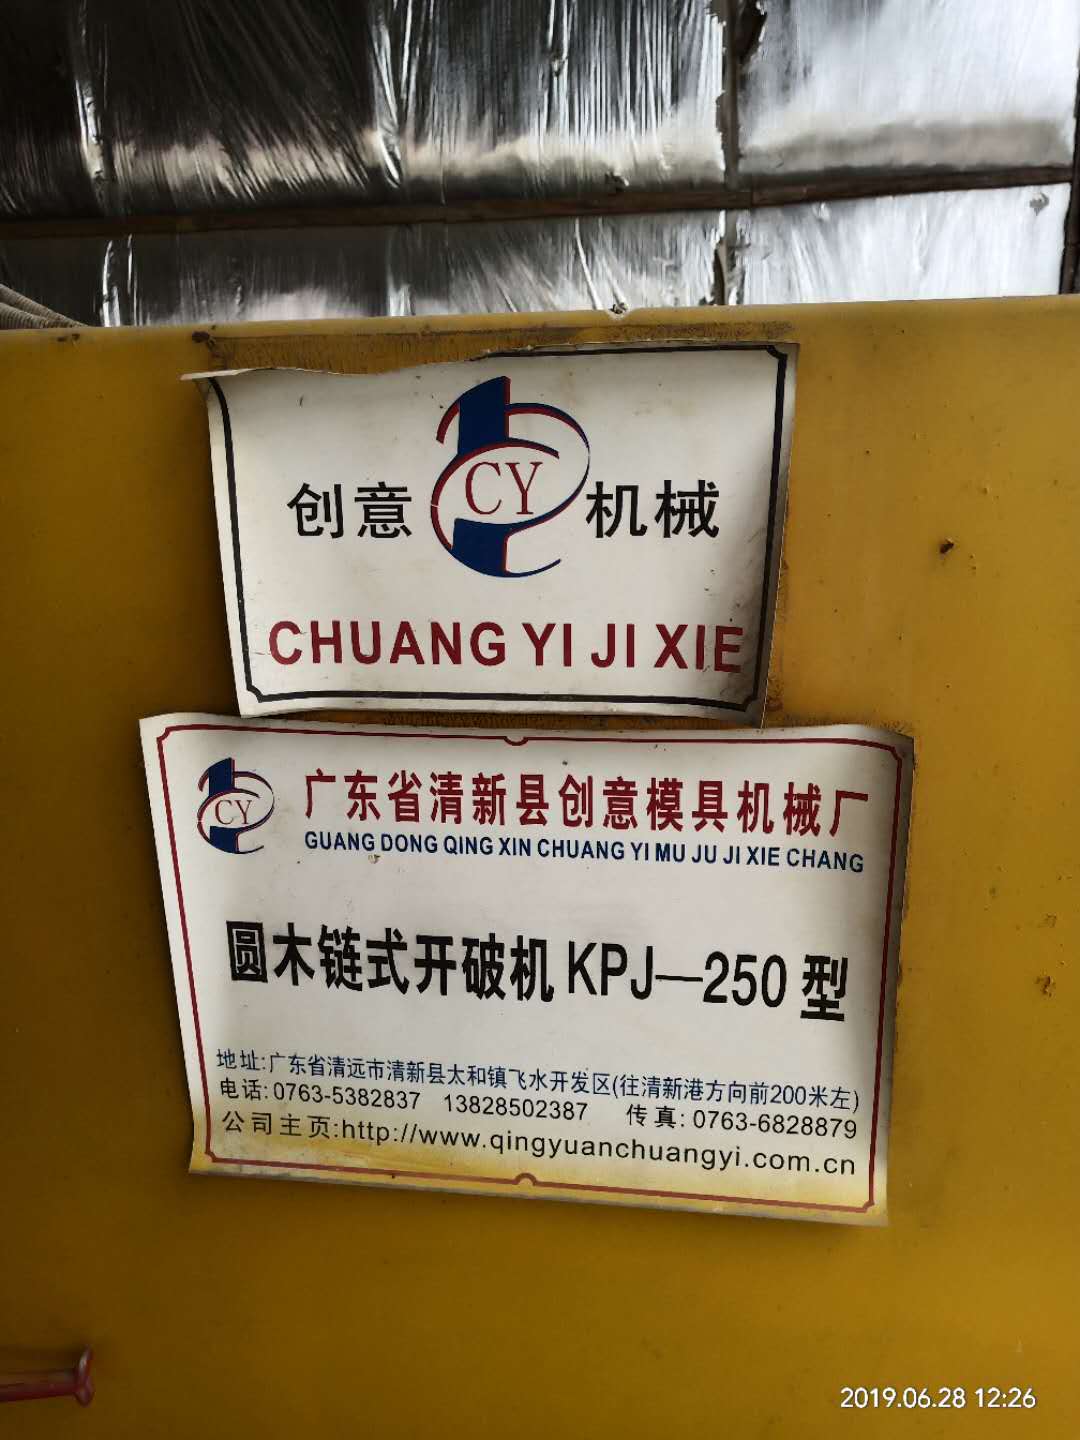 创意 CY 机械
CHUANG YI JI XIE
CY
广东省清新县创意模具机械厂
GUANG DONG QING XIN CHUANG YI MU JU JI XIE CHANG
圆木链式开破机 KPJ—250 型
地址:广东省清远市清新县太和镇飞水开发区(往清新港方向前200米左)
电话:0763-5382837 13828502387 传真:0763-6828879
公司主页:http://www.qingyuanchuangyi.com.cn
2019.06.28 12:26